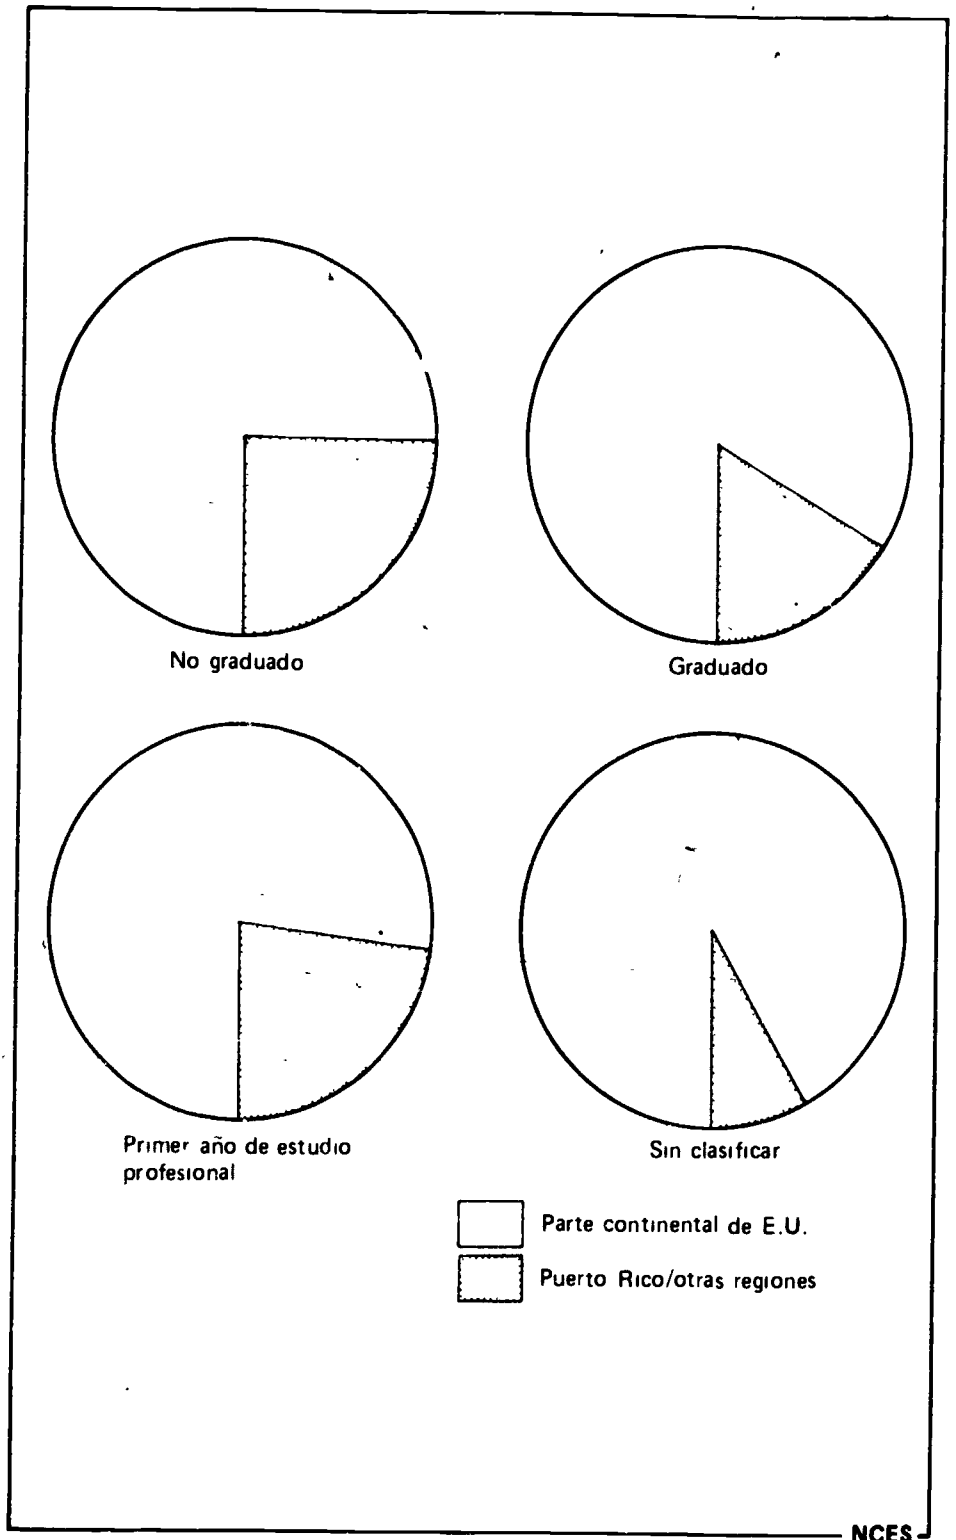 No graduado
Graduado
Primer año de estudio
profesional
Sin clasificar
Parte continental de E.U.
Puerto Rico/otras regiones
NCES